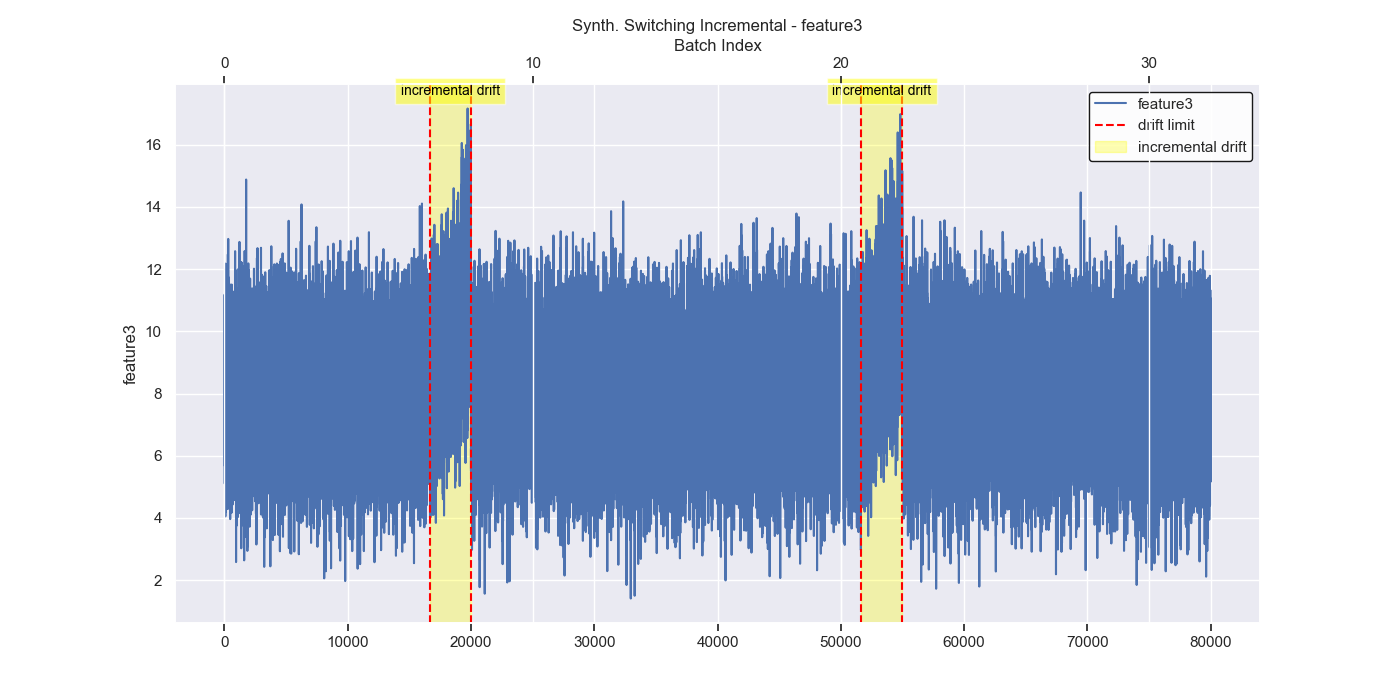 Synth. Switching Incremental - feature3
Batch Index
0 10 20 30
incremental drift incremental drift
feature3
drift limit
incremental drift
16
14
12
10
8
6
4
2
feature3
0 10000 20000 30000 40000 50000 60000 70000 80000